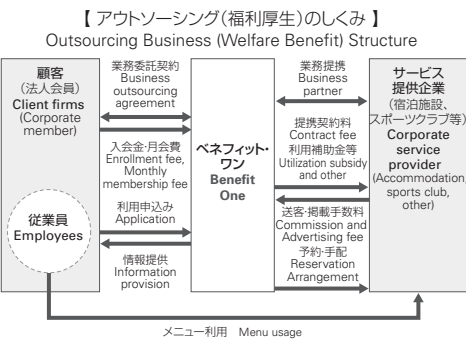 【 アウトソーシング(福利厚生)のしくみ 】
Outsourcing Business (Welfare Benefit) Structure
顧客
(法人会員)
Client firms
(Corporate
member)
従業員
Employees
業務委託契約
Business
outsourcing
agreement
入会金・月会費
Enrollment fee,
Monthly
membership fee
利用申込み
Application
情報提供
Information
provision
ベネフィット・
ワン
Benefit
One
業務提携
Business
partner
提携契約料
Contract fee
利用補助金等
Utilization subsidy
and other
送客・掲載手数料
Commission and
Advertising fee
予約・手配
Reservation
Arrangement
サービス
提供企業
(宿泊施設、
スポーツクラブ等)
Corporate
service
provider
(Accommodation,
sports club,
other)
メニュー利用 Menu usage